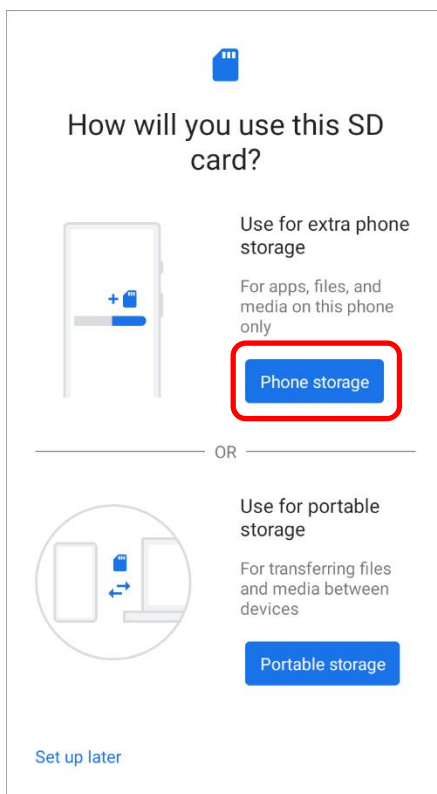 How will you use this SD
card?
Use for extra phone
storage
For apps, files, and
media on this phone
only
Phone storage
OR
Use for portable
storage
For transferring files
and media between
devices
Portable storage
Set up later